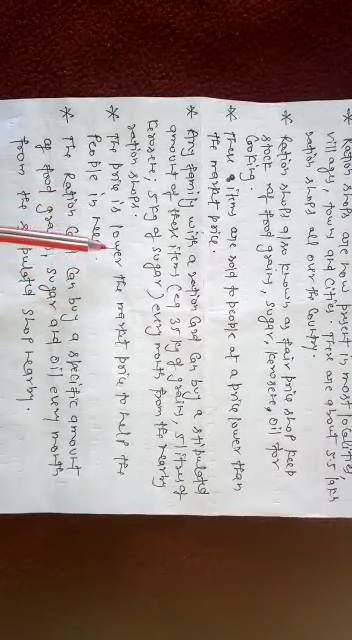 * Ration shops are now present in most localities,
villages, towns and cities. There are about 5.5 lakh
ration shops all over the Country.
* Ration shops also known as fair price shop keep
stock of food grains, sugar, kerosene, oil for
Cooking.
* These items are sold to people at a price lower than
the market price.
* Any family with a ration Card Can buy a stipulated
amount of these items (eg 35 kg of grains, 5 litres of
kerosene, 5 kg of sugar) every month from the nearby
ration shops.
* The price is lower the market price to help the
People in
* The Ration Can buy a specific amount
of food grains, sugar and oil every month
from the stipulated shop nearby.